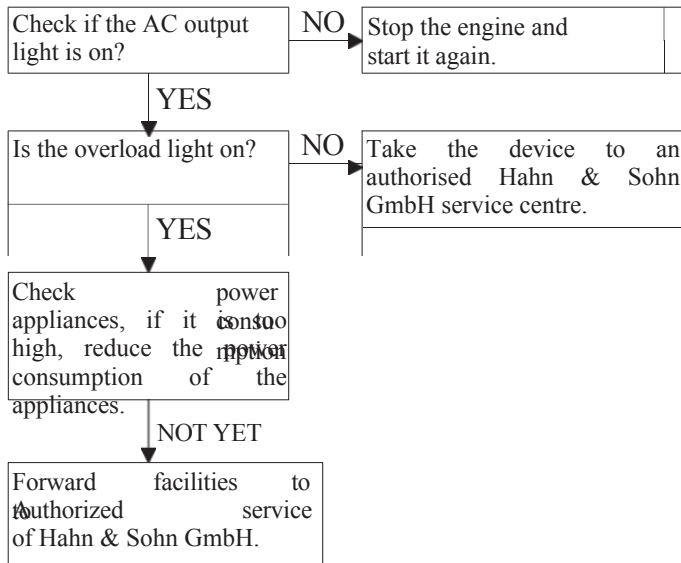 Check if the AC output
light is on?
NO
Stop the engine and
start it again.
YES
Is the overload light on?
NO
Take the device to an
authorised Hahn & Sohn
GmbH service centre.
YES
Check power
consumption
appliances, if it is too
high, reduce the power
consumption of the
appliances.
NOT YET
Forward facilities to
to
Authorized service
of Hahn & Sohn GmbH.